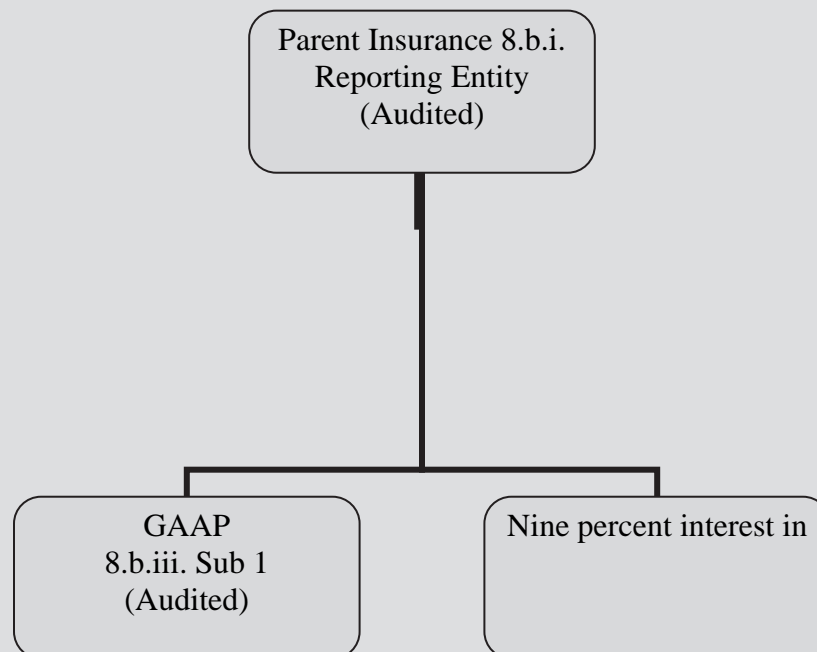 Parent Insurance 8.b.i.
Reporting Entity
(Audited)
GAAP
8.b.iii. Sub 1
(Audited)
Nine percent interest in